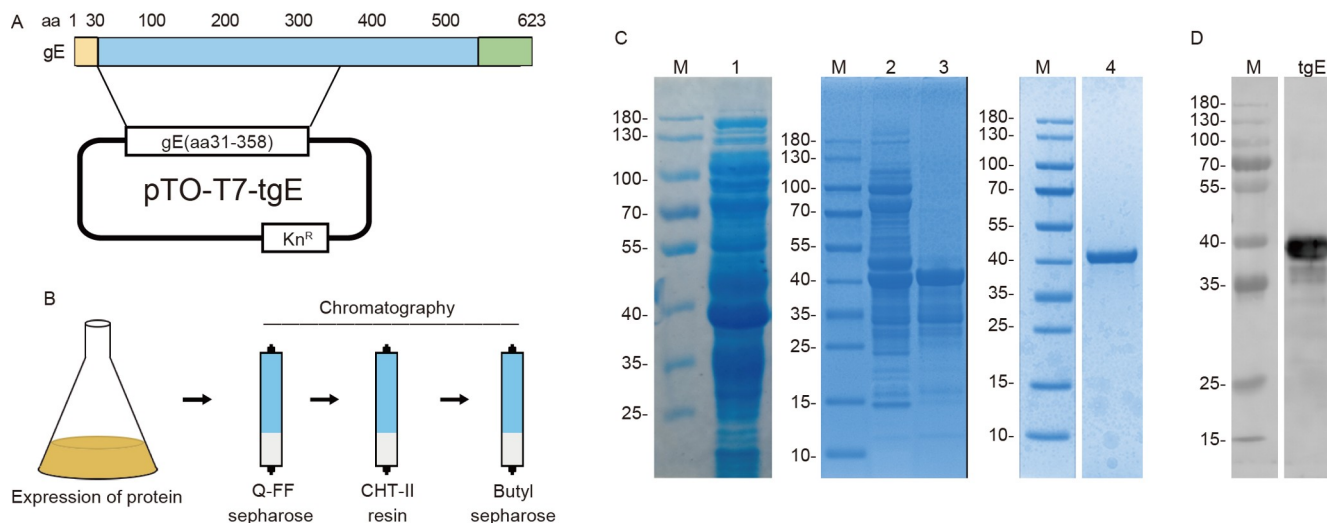 A
aa 1 30 100 200 300 400 500 623
gE
gE(aa31-358)
pTO-T7-tgE
Kn^R
B
Chromatography
Expression of protein
Q-FF
sepharose
CHT-II
resin
Butyl
sepharose
C
M 1
180-
130-
100-
70-
55-
40-
35-
25-
M 2 3
180-
130-
100-
70-
55-
40-
35-
25-
15-
10-
M 4
180-
130-
100-
70-
55-
40-
35-
25-
15-
10-
D
M tgE
180-
130-
100-
70-
55-
40-
35-
25-
15-